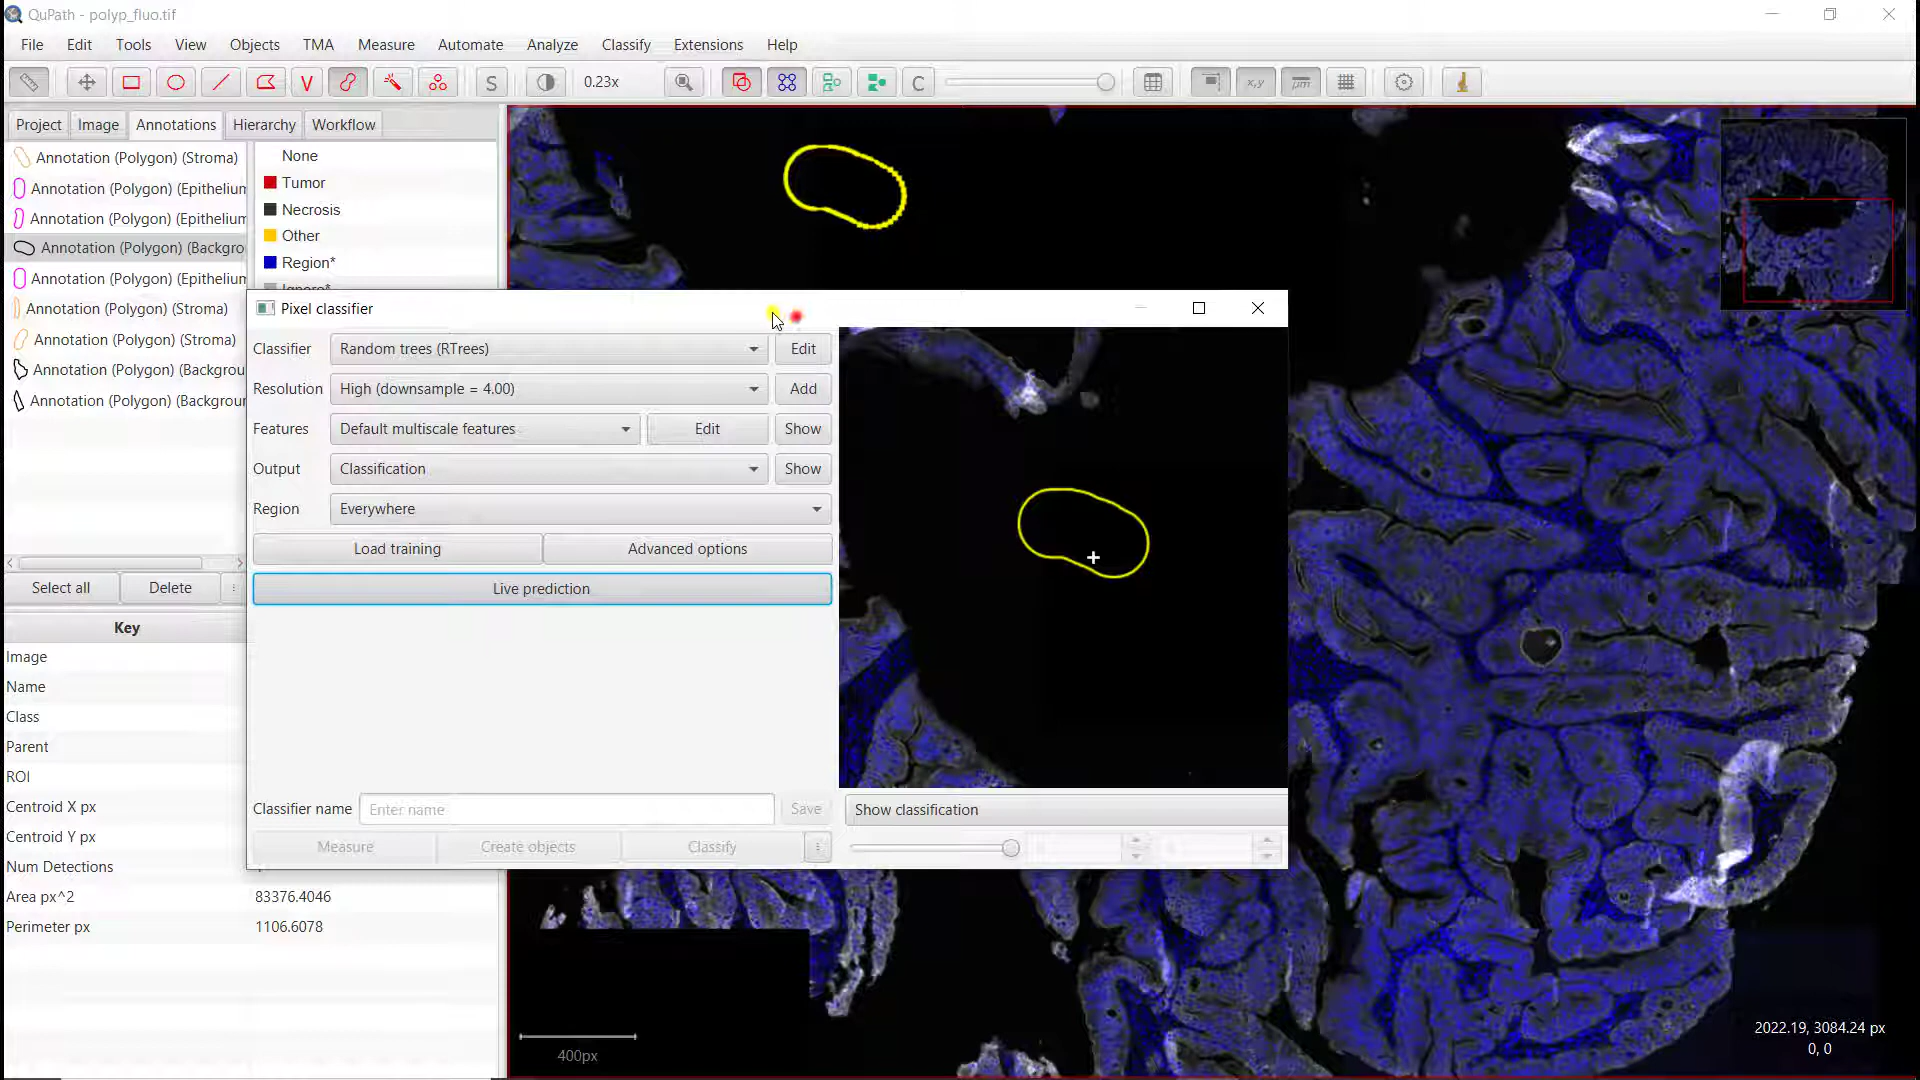 QuPath - polyp_fluo.tif
File Edit Tools View Objects TMA Measure Automate Analyze Classify Extensions Help
V S 0.23x C x,y µm
Project Image Annotations Hierarchy Workflow
Annotation (Polygon) (Stroma)
Annotation (Polygon) (Epithelium
Annotation (Polygon) (Epithelium
Annotation (Polygon) (Backgro
Annotation (Polygon) (Epithelium
Annotation (Polygon) (Stroma)
Annotation (Polygon) (Stroma)
Annotation (Polygon) (Backgrou
Annotation (Polygon) (Backgroun
None
Tumor
Necrosis
Other
Region*
Ignore*
Select all Delete
Key
Image
Name
Class
Parent
ROI
Centroid X px
Centroid Y px
Num Detections
Area px^2 83376.4046
Perimeter px 1106.6078
Pixel classifier
Classifier Random trees (RTrees) Edit
Resolution High (downsample = 4.00) Add
Features Default multiscale features Edit Show
Output Classification Show
Region Everywhere
Load training Advanced options
Live prediction
Classifier name Enter name Save
Measure Create objects Classify
Show classification
400px
2022.19, 3084.24 px
0, 0